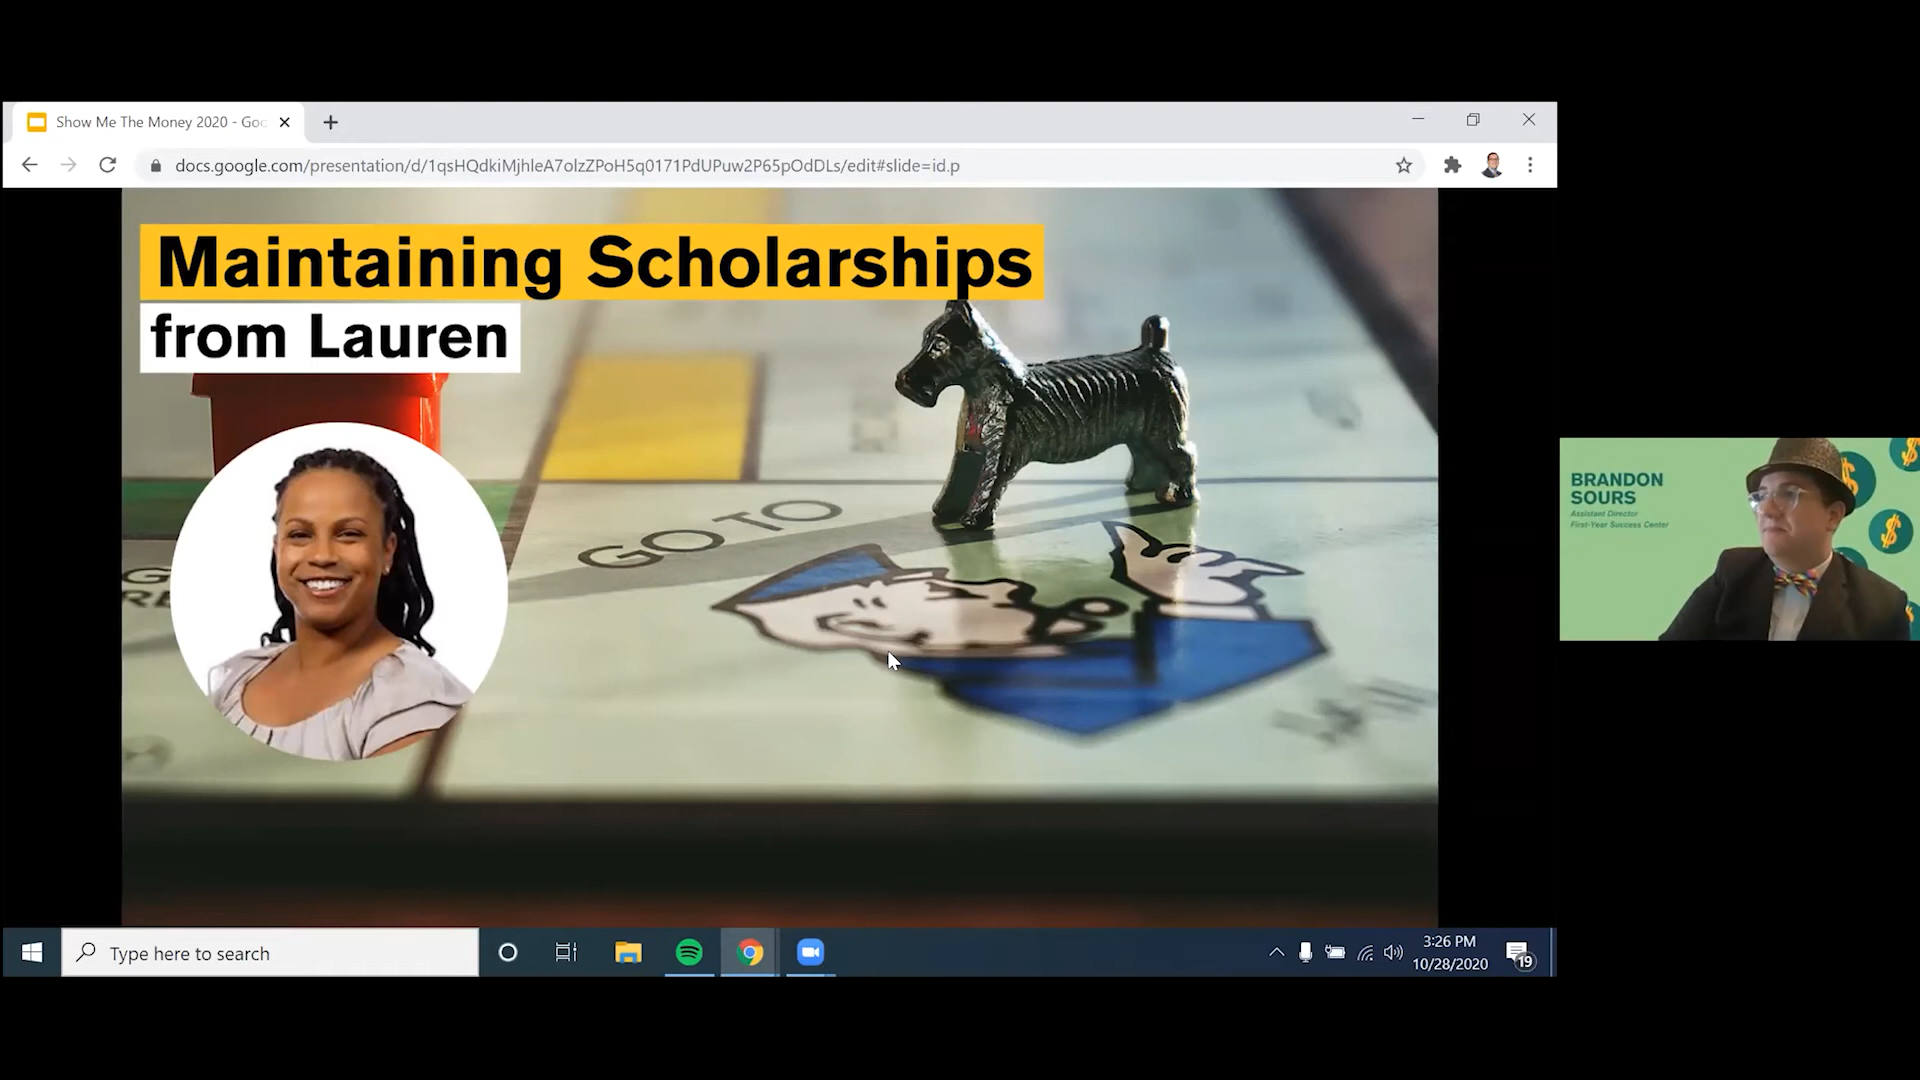 Show Me The Money 2020 - Goo
docs.google.com/presentation/d/1qsHQdkiMjhleA7olzZPoH5q0171PdUPuw2P65pOdDLs/edit#slide=id.p
Maintaining Scholarships
from Lauren
GO TO
BRANDON
SOURS
Assistant Director
First-Year Success Center
Type here to search
3:26 PM
10/28/2020
19